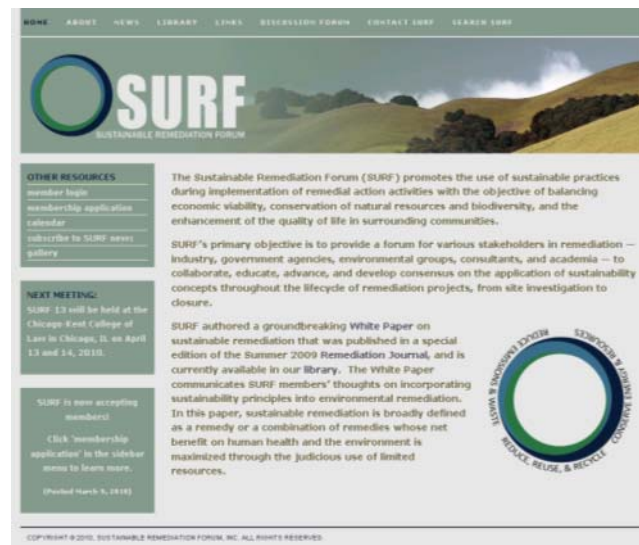 HOME ABOUT NEWS LIBRARY LINKS DISCUSSION FORUM CONTACT SURF SEARCH SURF
SURF
SUSTAINABLE REMEDIATION FORUM
OTHER RESOURCES
member login
membership application
calendar
subscribe to SURF news
gallery
NEXT MEETING:
SURF 13 will be held at the
Chicago-Kent College of
Law in Chicago, IL on April
13 and 14, 2010.
SURF is now accepting
members!
Click 'membership
application' in the sidebar
menu to learn more.
(Posted March 9, 2010)
The Sustainable Remediation Forum (SURF) promotes the use of sustainable practices
during implementation of remedial action activities with the objective of balancing
economic viability, conservation of natural resources and biodiversity, and the
enhancement of the quality of life in surrounding communities.
SURF's primary objective is to provide a forum for various stakeholders in remediation —
industry, government agencies, environmental groups, consultants, and academia — to
collaborate, educate, advance, and develop consensus on the application of sustainability
concepts throughout the lifecycle of remediation projects, from site investigation to
closure.
SURF authored a groundbreaking White Paper on
sustainable remediation that was published in a special
edition of the Summer 2009 Remediation Journal, and is
currently available in our library. The White Paper
communicates SURF members' thoughts on incorporating
sustainability principles into environmental remediation.
In this paper, sustainable remediation is broadly defined
as a remedy or a combination of remedies whose net
benefit on human health and the environment is
maximized through the judicious use of limited
resources.
REDUCE EMISSIONS & WASTE
CONSERVE ENERGY & RESOURCES
REDUCE, REUSE, & RECYCLE
COPYRIGHT © 2010, SUSTAINABLE REMEDIATION FORUM, INC. ALL RIGHTS RESERVED.